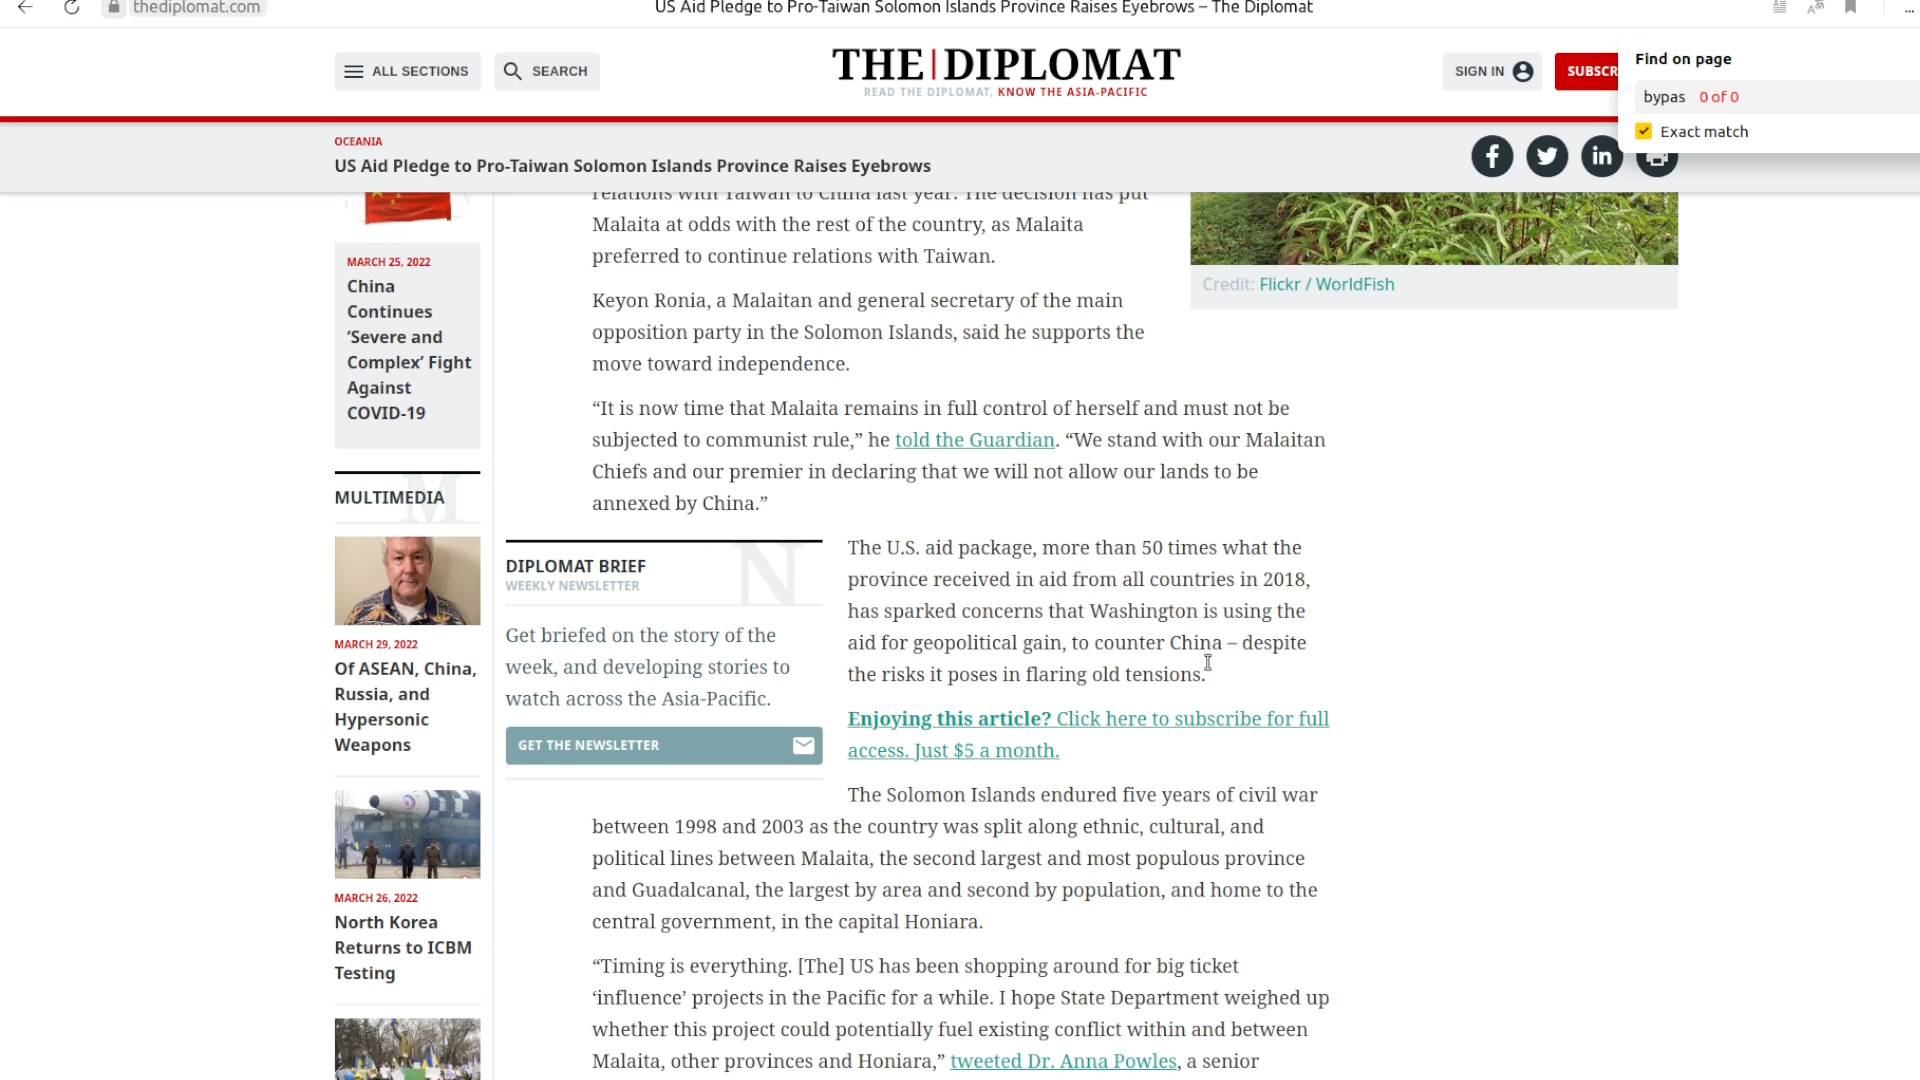 thediplomat.com
US Aid Pledge to Pro-Taiwan Solomon Islands Province Raises Eyebrows – The Diplomat
ALL SECTIONS
SEARCH
THE|DIPLOMAT
READ THE DIPLOMAT, KNOW THE ASIA-PACIFIC
SIGN IN
SUBSCR
Find on page
bypas 0 of 0
Exact match
OCEANIA
US Aid Pledge to Pro-Taiwan Solomon Islands Province Raises Eyebrows
MARCH 25, 2022
China
Continues
‘Severe and
Complex’ Fight
Against
COVID-19
MULTIMEDIA
M
MARCH 29, 2022
Of ASEAN, China,
Russia, and
Hypersonic
Weapons
MARCH 26, 2022
North Korea
Returns to ICBM
Testing
relations with Taiwan to China last year. The decision has put
Malaita at odds with the rest of the country, as Malaita
preferred to continue relations with Taiwan.
Credit: Flickr / WorldFish
Keyon Ronia, a Malaitan and general secretary of the main
opposition party in the Solomon Islands, said he supports the
move toward independence.
“It is now time that Malaita remains in full control of herself and must not be
subjected to communist rule,” he told the Guardian. “We stand with our Malaitan
Chiefs and our premier in declaring that we will not allow our lands to be
annexed by China.”
DIPLOMAT BRIEF
WEEKLY NEWSLETTER
N
Get briefed on the story of the
week, and developing stories to
watch across the Asia-Pacific.
GET THE NEWSLETTER
The U.S. aid package, more than 50 times what the
province received in aid from all countries in 2018,
has sparked concerns that Washington is using the
aid for geopolitical gain, to counter China – despite
the risks it poses in flaring old tensions.
Enjoying this article? Click here to subscribe for full
access. Just $5 a month.
The Solomon Islands endured five years of civil war
between 1998 and 2003 as the country was split along ethnic, cultural, and
political lines between Malaita, the second largest and most populous province
and Guadalcanal, the largest by area and second by population, and home to the
central government, in the capital Honiara.
“Timing is everything. [The] US has been shopping around for big ticket
‘influence’ projects in the Pacific for a while. I hope State Department weighed up
whether this project could potentially fuel existing conflict within and between
Malaita, other provinces and Honiara,” tweeted Dr. Anna Powles, a senior